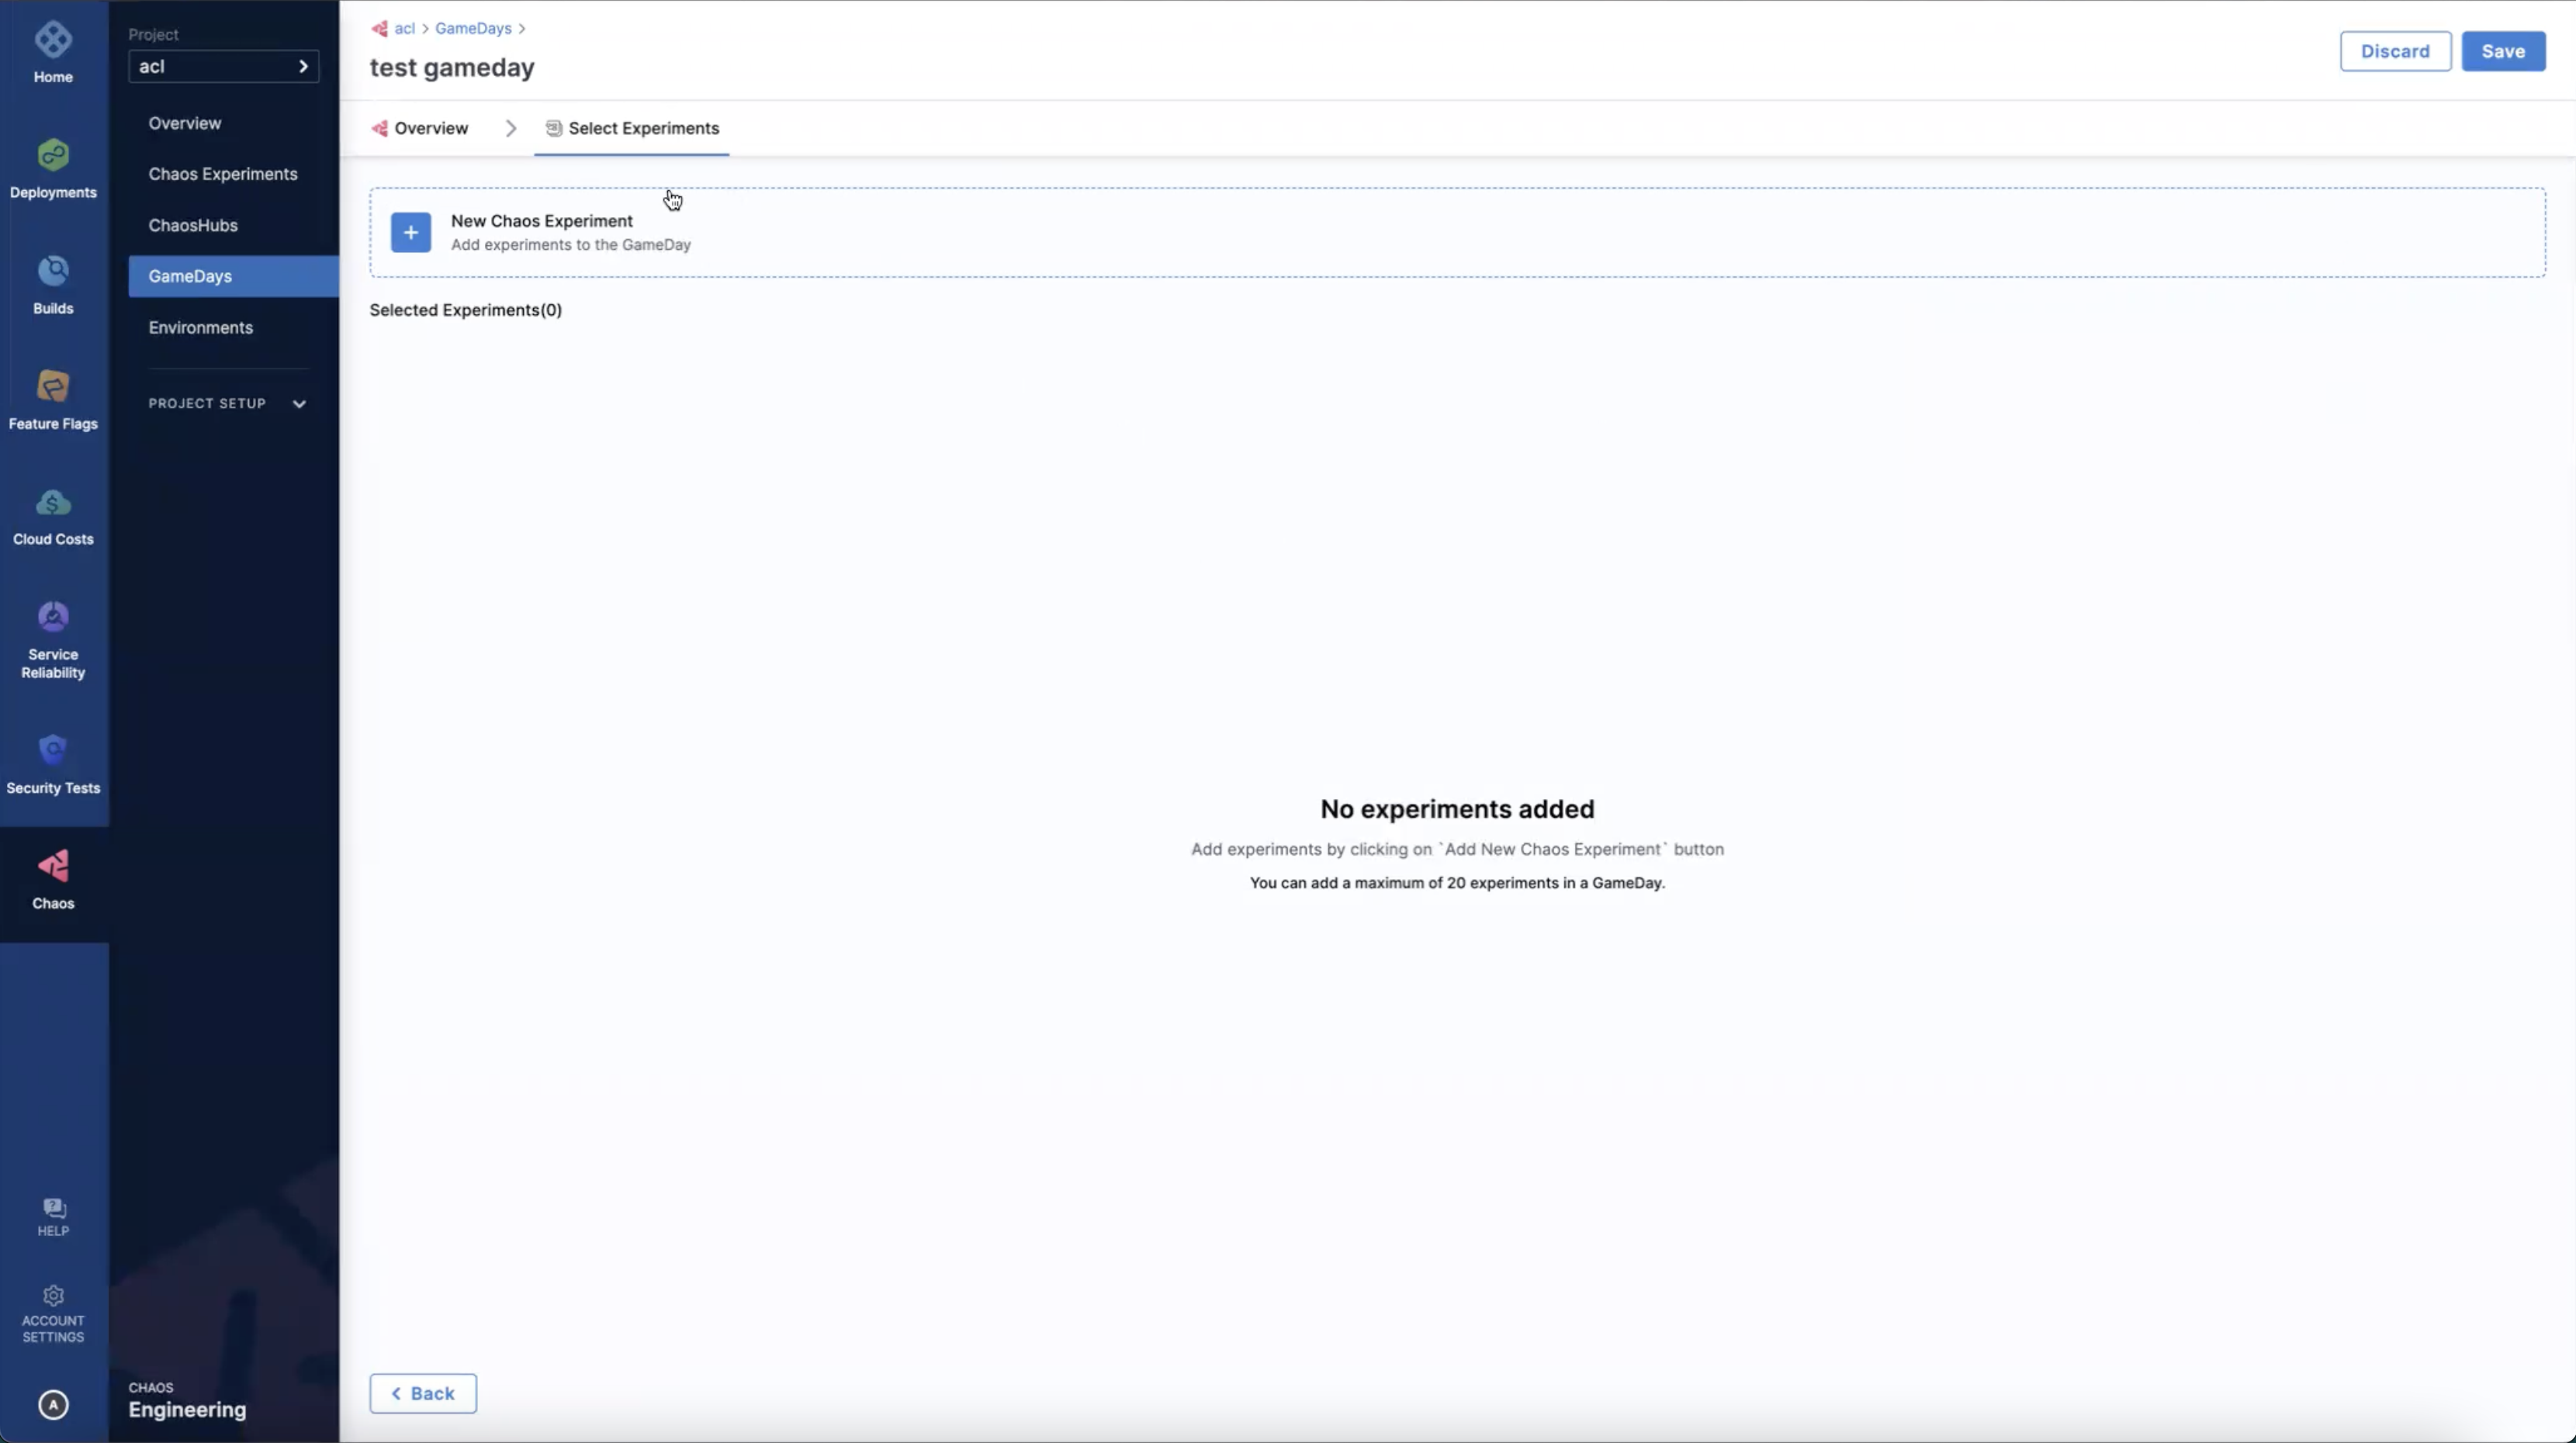 Home
Deployments
Builds
Feature Flags
Cloud Costs
Service
Reliability
Security Tests
Chaos
HELP
ACCOUNT
SETTINGS
A
Project
acl
Overview
Chaos Experiments
ChaosHubs
GameDays
Environments
PROJECT SETUP
CHAOS
Engineering
acl > GameDays >
test gameday
Discard
Save
Overview
Select Experiments
New Chaos Experiment
Add experiments to the GameDay
Selected Experiments(0)
No experiments added
Add experiments by clicking on `Add New Chaos Experiment` button
You can add a maximum of 20 experiments in a GameDay.
Back